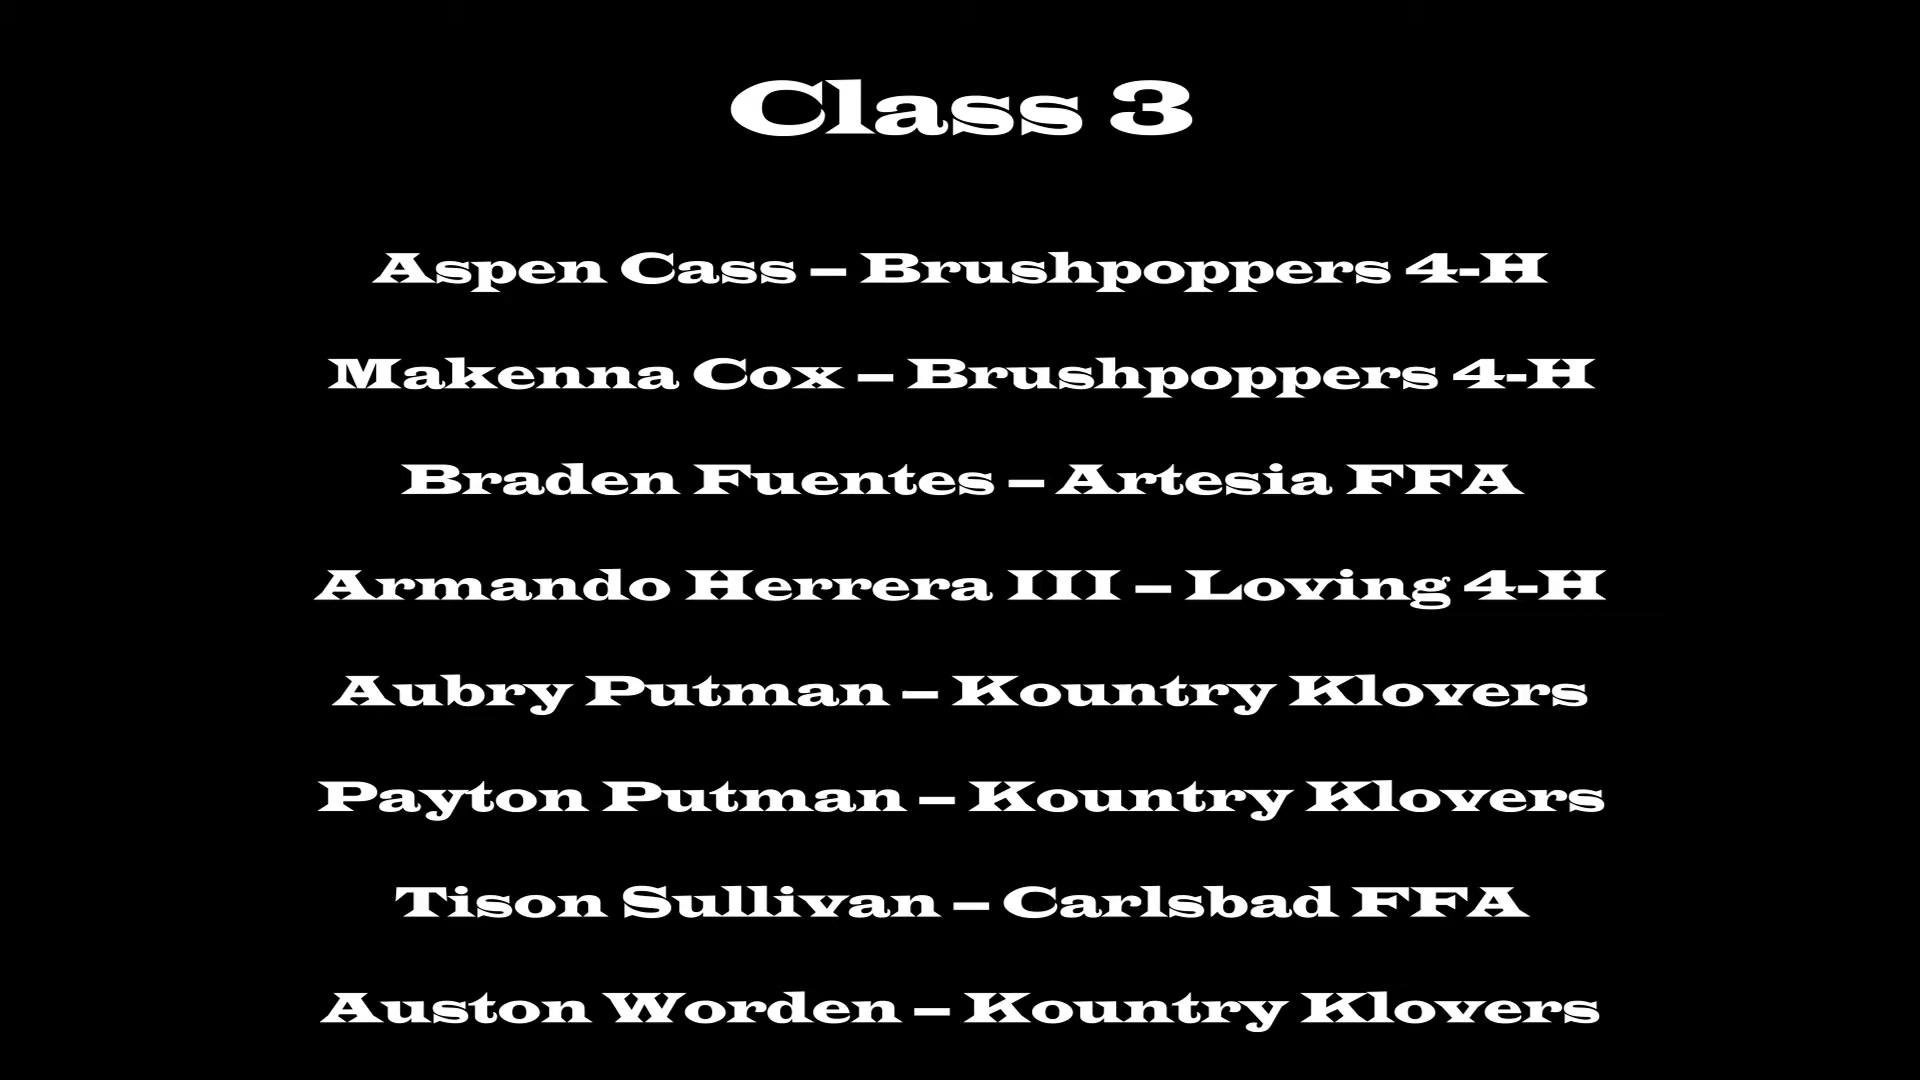 Class 3
Aspen Cass – Brushpoppers 4-H
Makenna Cox – Brushpoppers 4-H
Braden Fuentes – Artesia FFA
Armando Herrera III – Loving 4-H
Aubry Putman – Kountry Klovers
Payton Putman – Kountry Klovers
Tison Sullivan – Carlsbad FFA
Auston Worden – Kountry Klovers